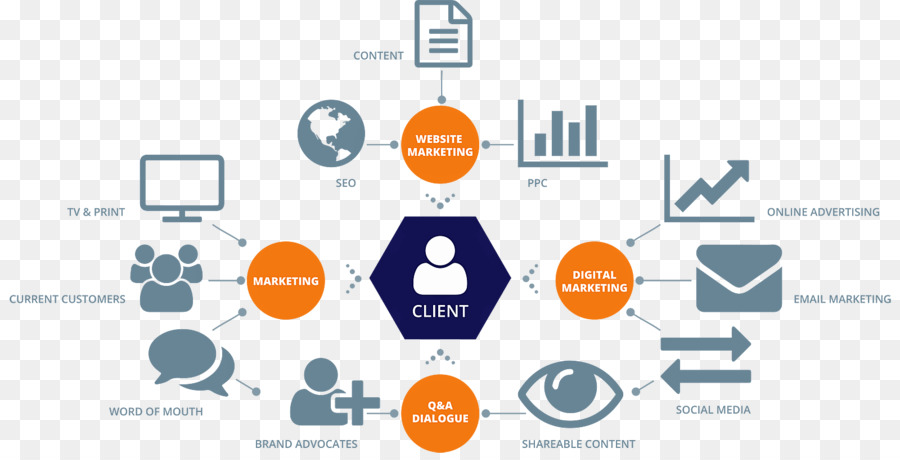 CONTENT
WEBSITE
MARKETING
SEO
PPC
TV & PRINT
ONLINE ADVERTISING
MARKETING
DIGITAL
MARKETING
CURRENT CUSTOMERS
EMAIL MARKETING
CLIENT
WORD OF MOUTH
SOCIAL MEDIA
Q&A
DIALOGUE
BRAND ADVOCATES
SHAREABLE CONTENT